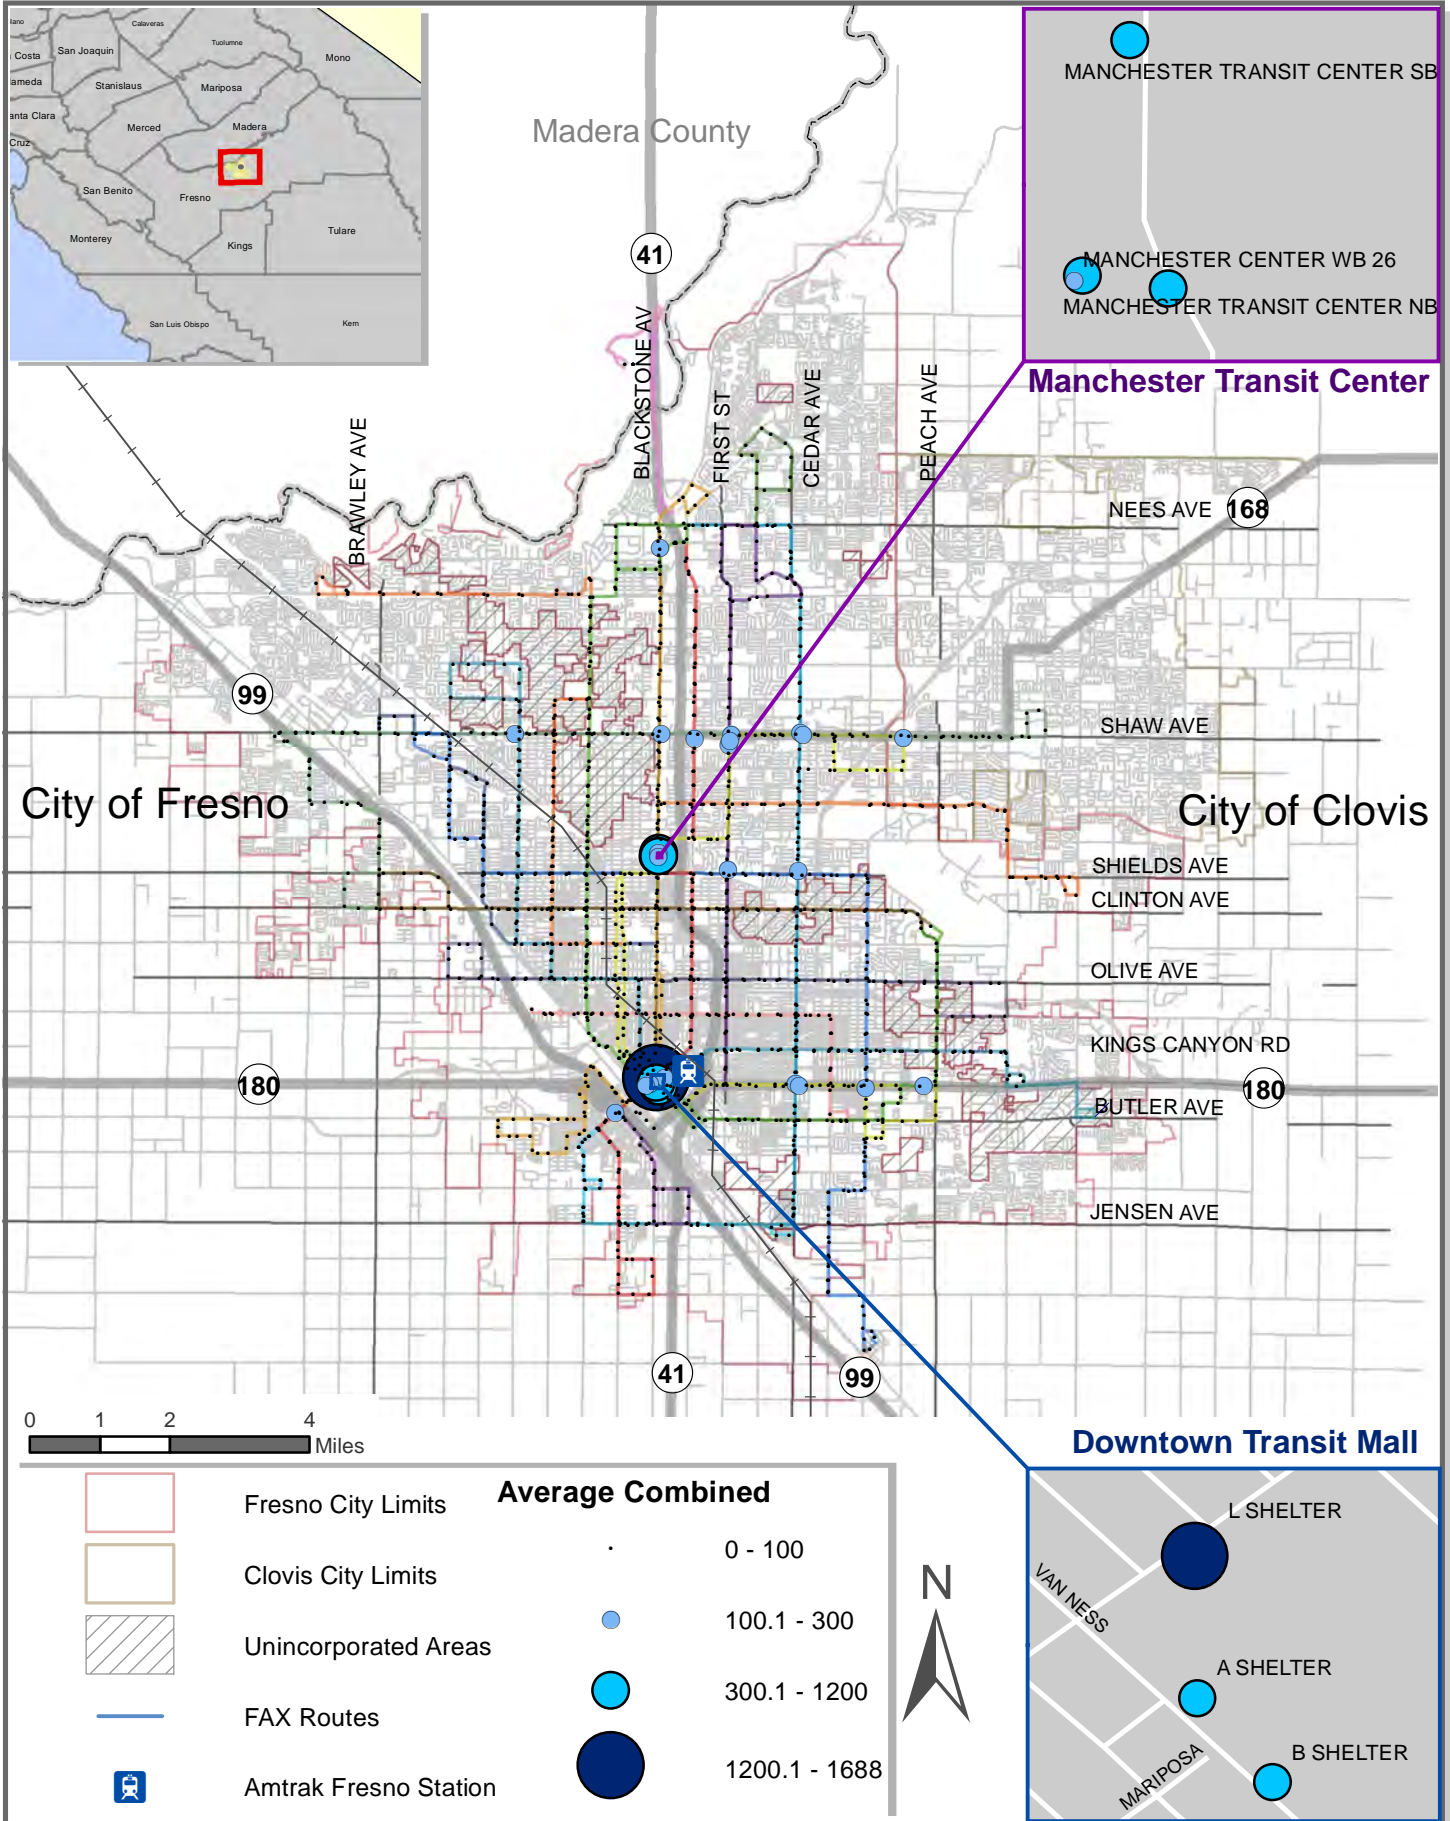 Calaveras
Tuolumne
San Joaquin
Costa
Mono
ameda
Stanislaus
Mariposa
anta Clara
Merced
Madera
Cruz
San Benito
Fresno
Monterey
Kings
Tulare
San Luis Obispo
Kern
Madera County
MANCHESTER TRANSIT CENTER SB
MANCHESTER CENTER WB 26
MANCHESTER TRANSIT CENTER NB
Manchester Transit Center
41
BLACKSTONE AV
FIRST ST
CEDAR AVE
PEACH AVE
BRAWLEY AVE
NEES AVE
168
99
SHAW AVE
City of Fresno
City of Clovis
SHIELDS AVE
CLINTON AVE
OLIVE AVE
KINGS CANYON RD
180
180
BUTLER AVE
JENSEN AVE
41
99
0 1 2 4
Miles
Downtown Transit Mall
L SHELTER
VAN NESS
A SHELTER
B SHELTER
MARIPOSA
Fresno City Limits
Clovis City Limits
Unincorporated Areas
FAX Routes
Amtrak Fresno Station
Average Combined
0 - 100
100.1 - 300
300.1 - 1200
1200.1 - 1688
N